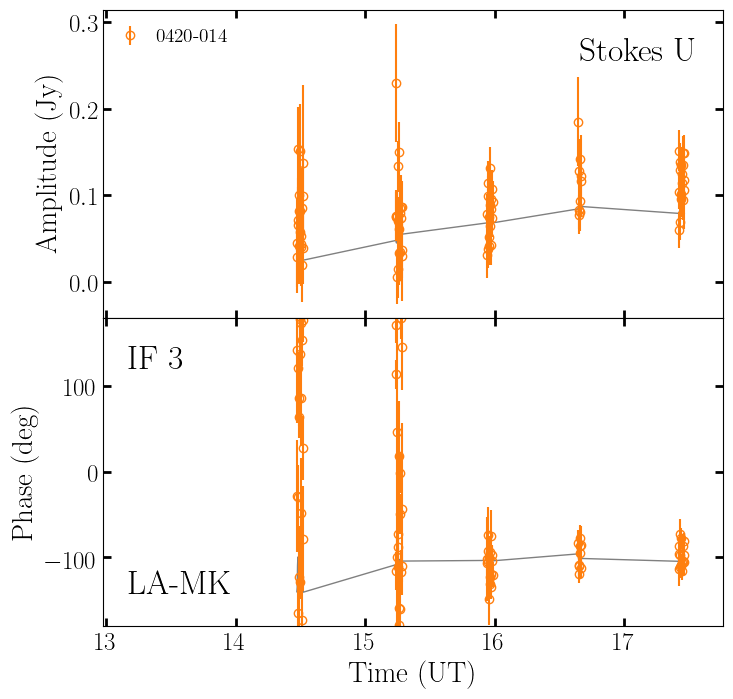 0420-014
Stokes U
0.3
0.2
0.1
0.0
Amplitude (Jy)
IF 3
100
0
−100
Phase (deg)
LA-MK
13 14 15 16 17
Time (UT)